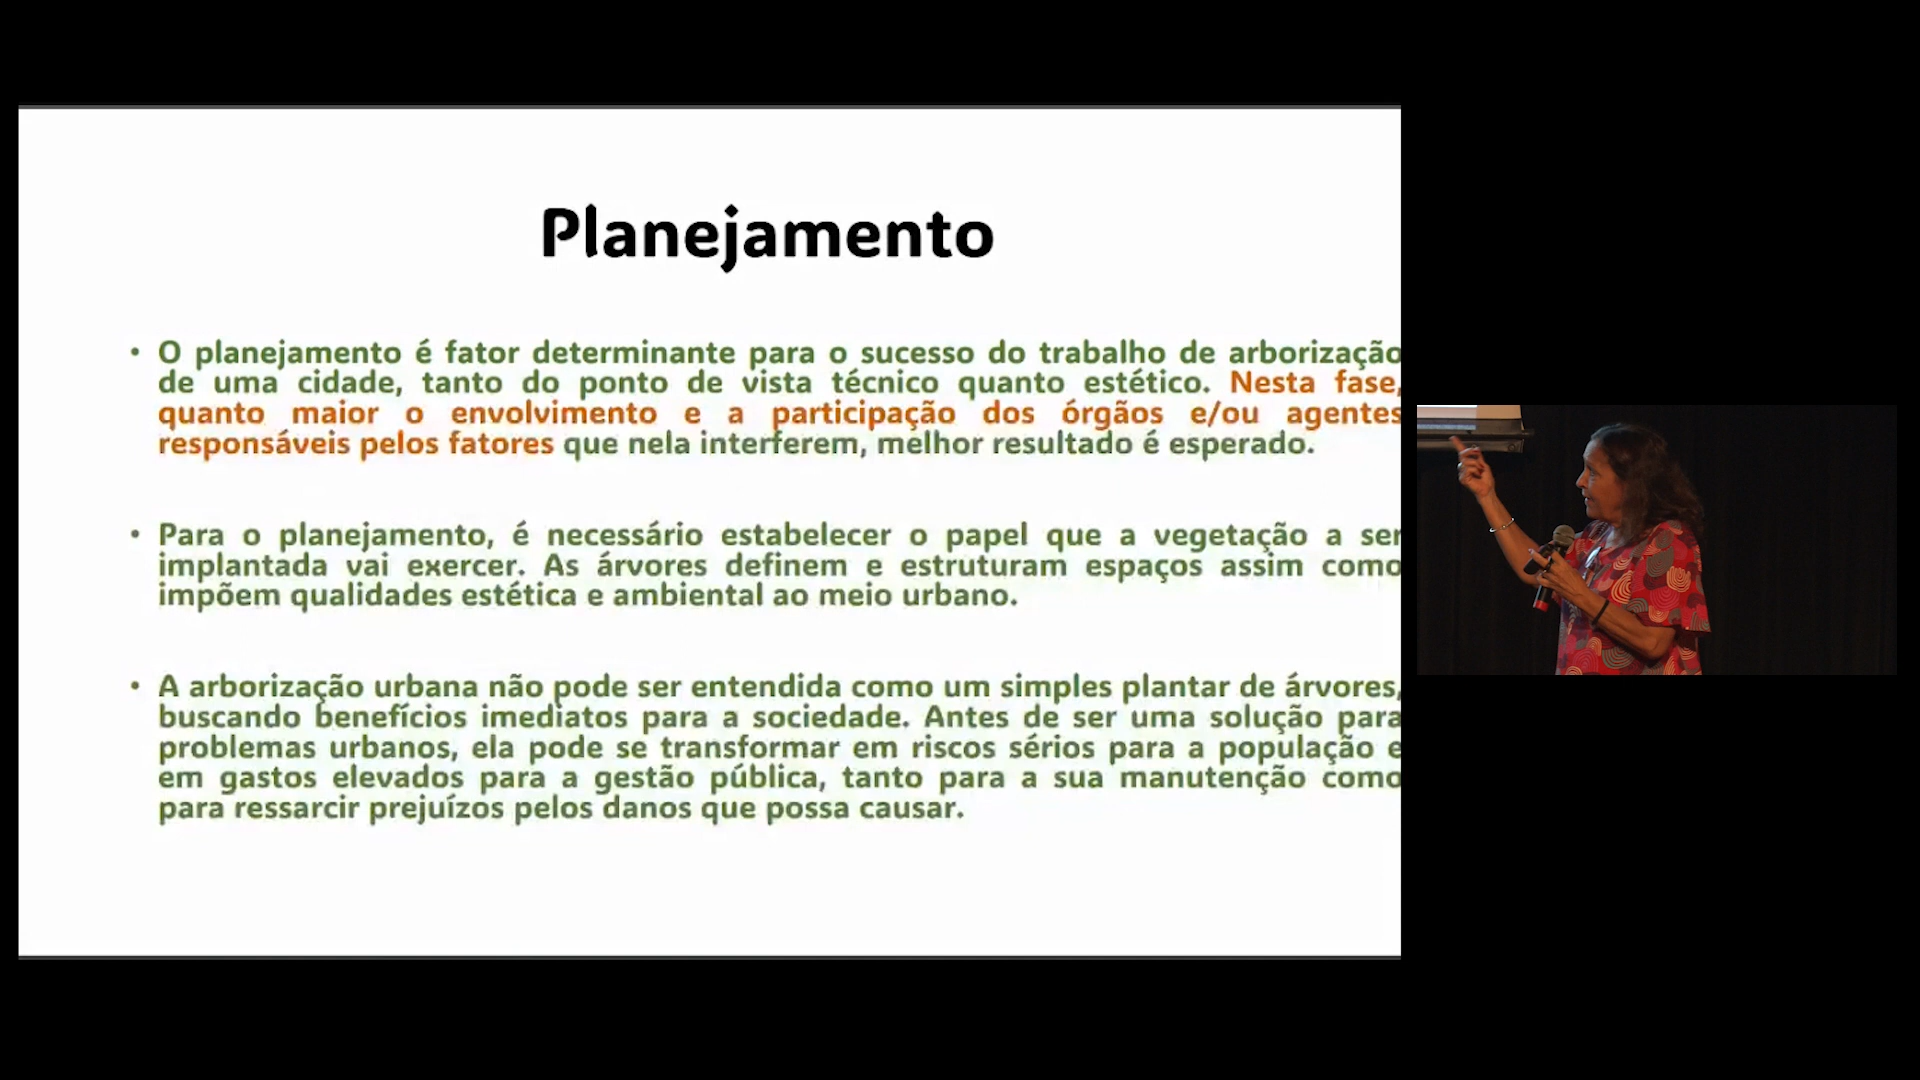 Planejamento
• O planejamento é fator determinante para o sucesso do trabalho de arborização
de uma cidade, tanto do ponto de vista técnico quanto estético. Nesta fase,
quanto maior o envolvimento e a participação dos órgãos e/ou agentes
responsáveis pelos fatores que nela interferem, melhor resultado é esperado.
• Para o planejamento, é necessário estabelecer o papel que a vegetação a ser
implantada vai exercer. As árvores definem e estruturam espaços assim como
impõem qualidades estética e ambiental ao meio urbano.
• A arborização urbana não pode ser entendida como um simples plantar de árvores,
buscando benefícios imediatos para a sociedade. Antes de ser uma solução para
problemas urbanos, ela pode se transformar em riscos sérios para a população e
em gastos elevados para a gestão pública, tanto para a sua manutenção como
para ressarcir prejuízos pelos danos que possa causar.